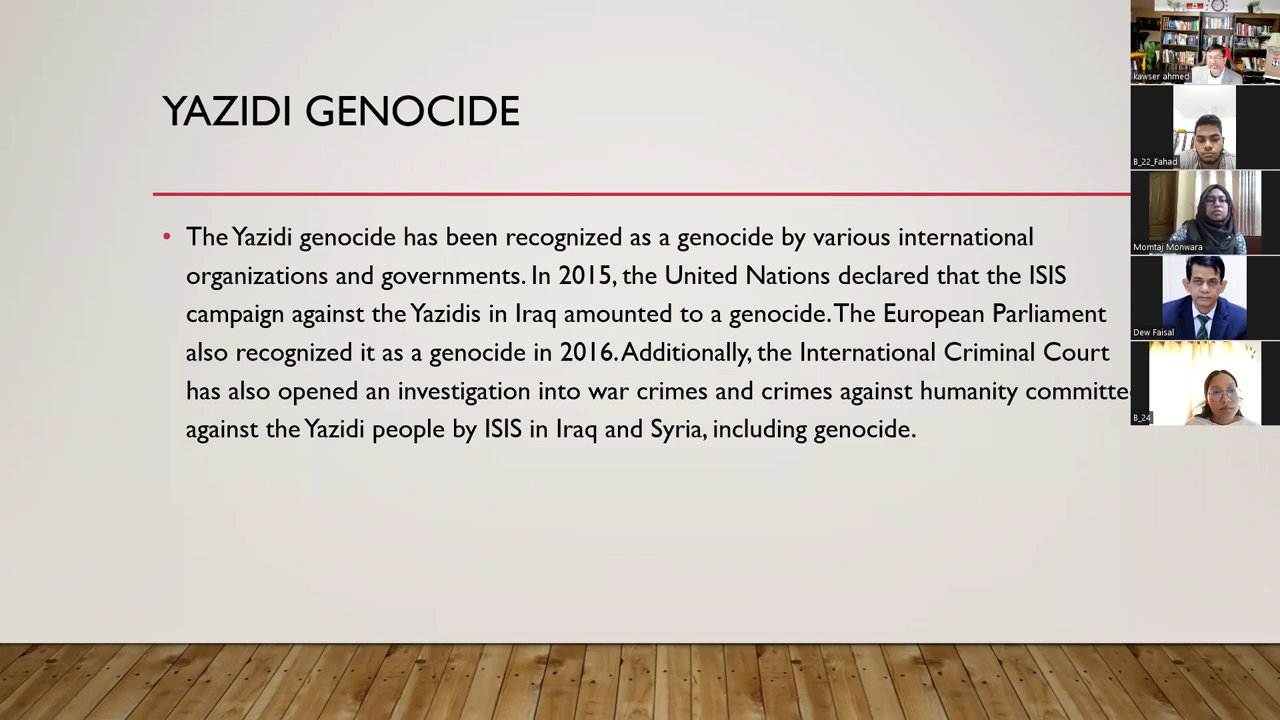 YAZIDI GENOCIDE
• The Yazidi genocide has been recognized as a genocide by various international
organizations and governments. In 2015, the United Nations declared that the ISIS
campaign against the Yazidis in Iraq amounted to a genocide. The European Parliament
also recognized it as a genocide in 2016. Additionally, the International Criminal Court
has also opened an investigation into war crimes and crimes against humanity committe
against the Yazidi people by ISIS in Iraq and Syria, including genocide.
kawser ahmed
B_22_Fahad
Momtaj Monwara
Dew Faisal
B_24